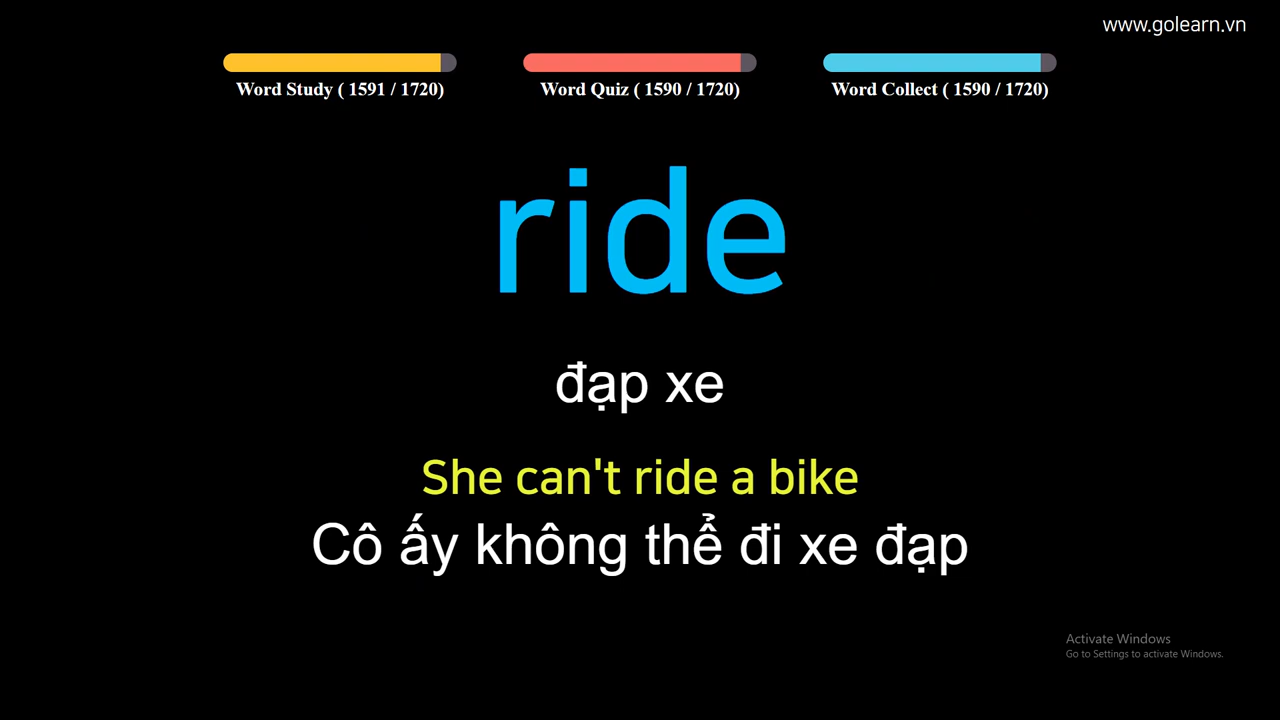 www.golearn.vn
Word Study ( 1591 / 1720)
Word Quiz ( 1590 / 1720)
Word Collect ( 1590 / 1720)
ride
đạp xe
She can't ride a bike
Cô ấy không thể đi xe đạp
Activate Windows
Go to Settings to activate Windows.